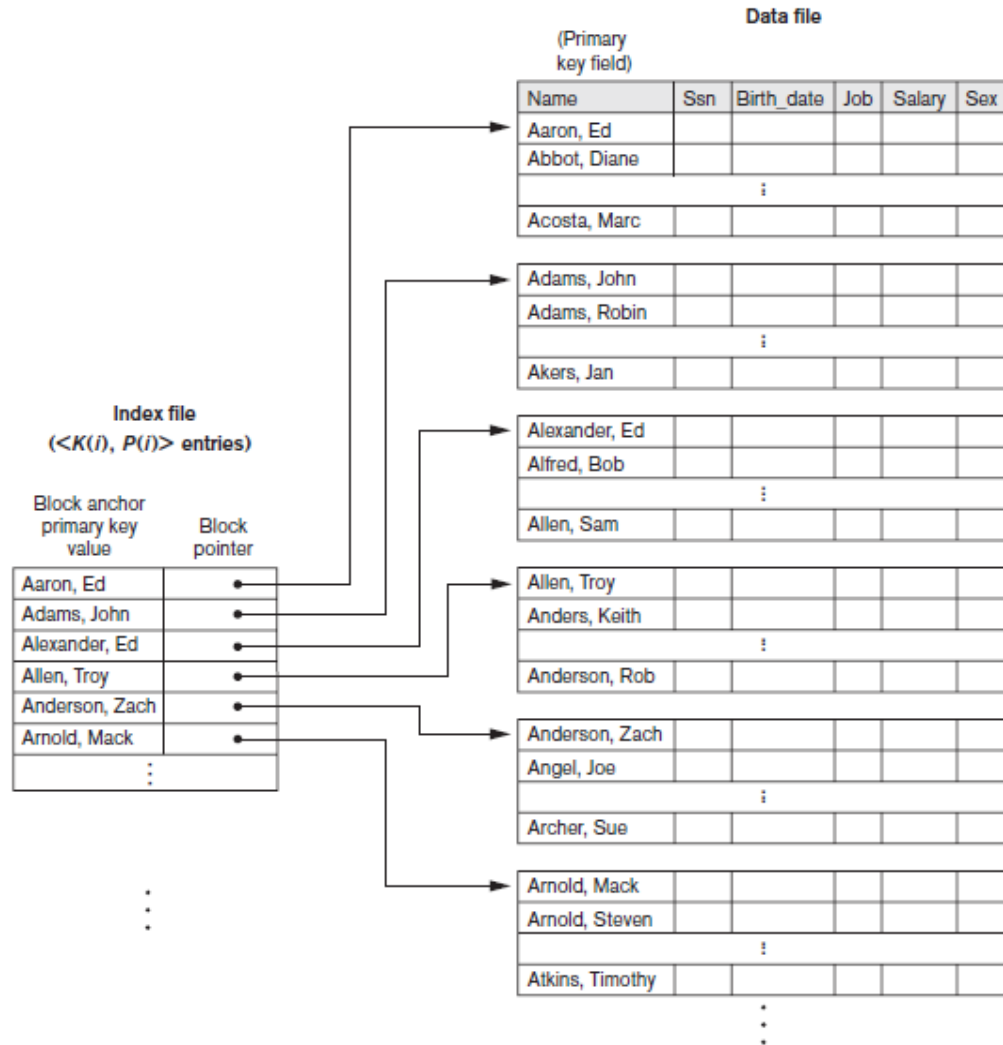 Data file
(Primary
key field)
Name Ssn Birth_date Job Salary Sex
Aaron, Ed
Abbot, Diane
⋮
Acosta, Marc
Adams, John
Adams, Robin
⋮
Akers, Jan
Alexander, Ed
Alfred, Bob
⋮
Allen, Sam
Allen, Troy
Anders, Keith
⋮
Anderson, Rob
Anderson, Zach
Angel, Joe
⋮
Archer, Sue
Arnold, Mack
Arnold, Steven
⋮
Atkins, Timothy
⋮
Index file
(<K(i), P(i)> entries)
Block anchor
primary key
value
Block
pointer
Aaron, Ed
Adams, John
Alexander, Ed
Allen, Troy
Anderson, Zach
Arnold, Mack
⋮
⋮